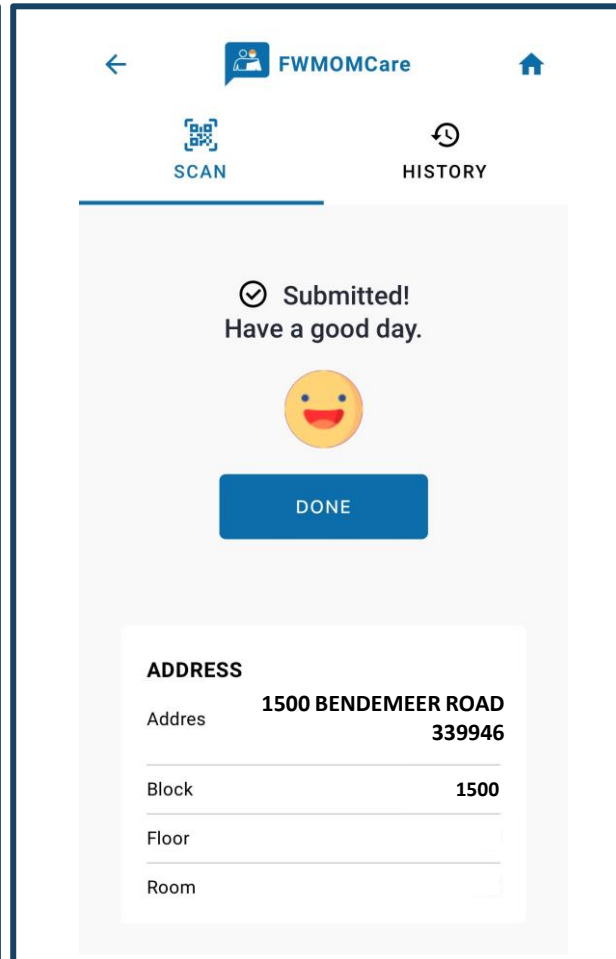 FWMOMCare
SCAN
HISTORY
Submitted!
Have a good day.
DONE
ADDRESS
Addres
1500 BENDEMEER ROAD
339946
Block 1500
Floor
Room